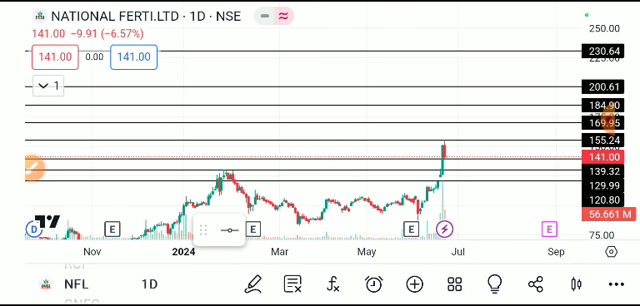 NATIONAL FERTI.LTD · 1D · NSE
141.00 −9.91 (−6.57%)
141.00 0.00 141.00
1
250.00
230.64
225.00
200.61
184.90
169.95
155.24
141.00
139.32
129.99
120.80
56.661 M
75.00
D E E E E
Nov 2024 Mar May Jul Sep
NFL 1D